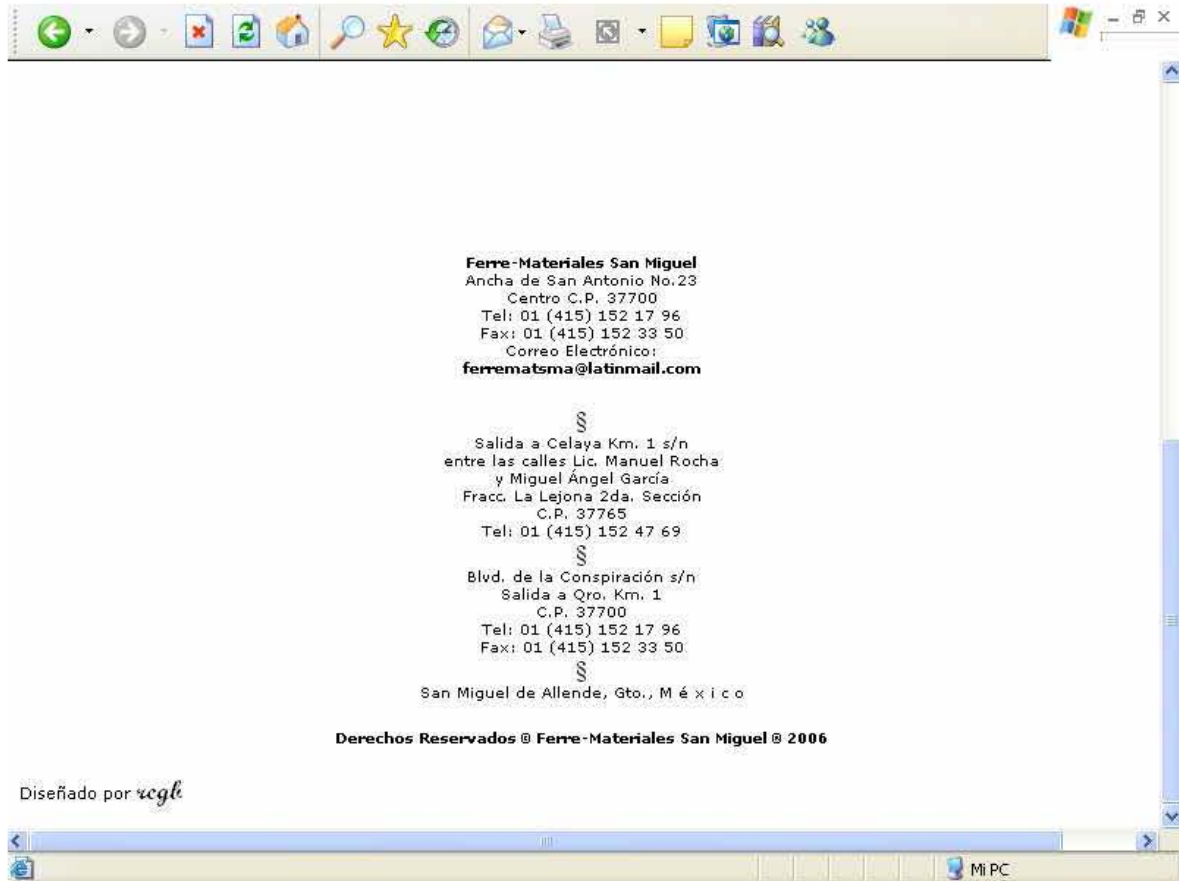 Ferre-Materiales San Miguel
Ancha de San Antonio No.23
Centro C.P. 37700
Tel: 01 (415) 152 17 96
Fax: 01 (415) 152 33 50
Correo Electrónico:
ferrematsma@latinmail.com
§
Salida a Celaya Km. 1 s/n
entre las calles Lic. Manuel Rocha
y Miguel Ángel García
Fracc. La Lejona 2da. Sección
C.P. 37765
Tel: 01 (415) 152 47 69
§
Blvd. de la Conspiración s/n
Salida a Qro. Km. 1
C.P. 37700
Tel: 01 (415) 152 17 96
Fax: 01 (415) 152 33 50
§
San Miguel de Allende, Gto., M é x i c o
Derechos Reservados ® Ferre-Materiales San Miguel ® 2006
Diseñado por rcgb
Mi PC